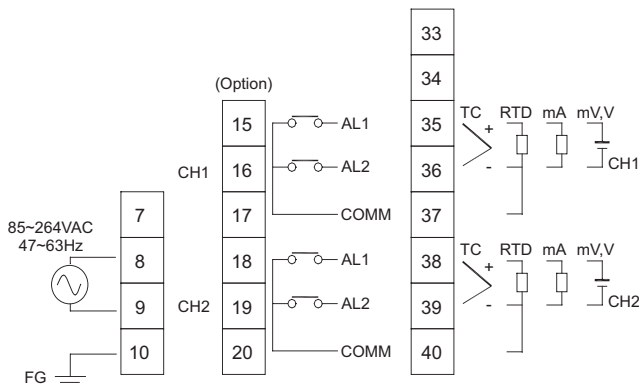 33
34
(Option)
15 AL1 35 TC + RTD mA mV,V
CH1 16 AL2 36 - CH1
7 17 COMM 37
85~264VAC
47~63Hz
8 18 AL1 38 TC + RTD mA mV,V
9 CH2 19 AL2 39 - CH2
10 20 COMM 40
FG